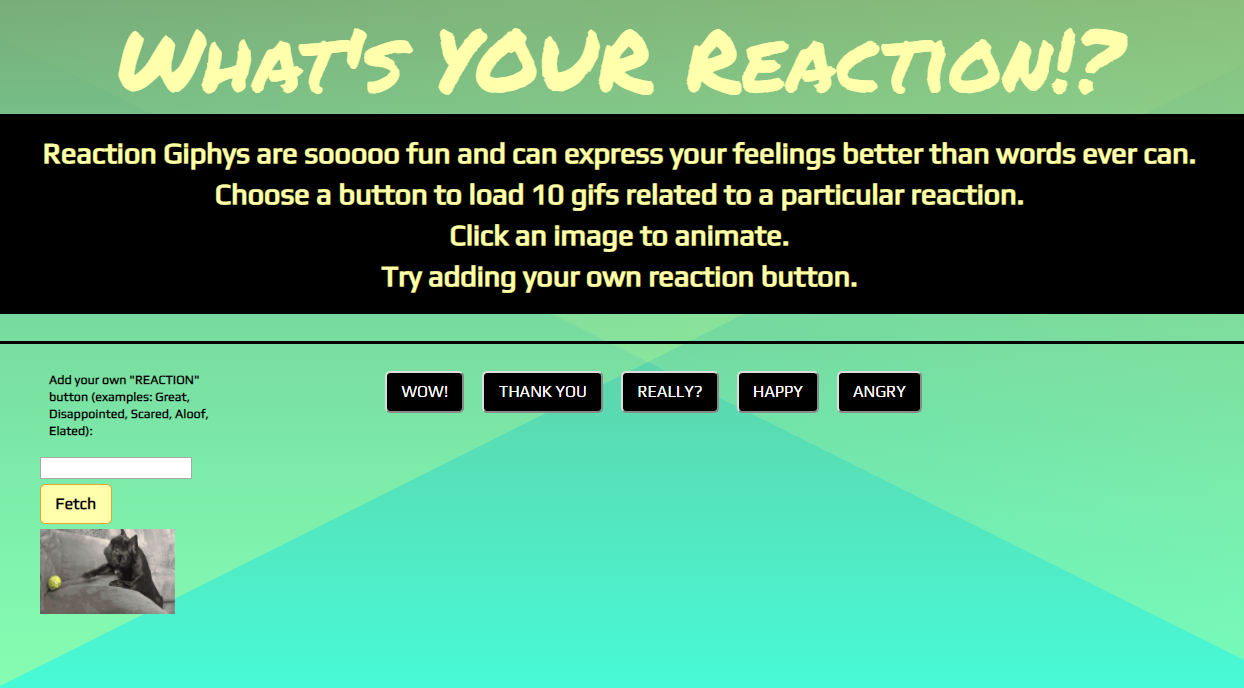 What's YOUR Reaction!?
Reaction Giphys are sooooo fun and can express your feelings better than words ever can.
Choose a button to load 10 gifs related to a particular reaction.
Click an image to animate.
Try adding your own reaction button.
Add your own "REACTION"
button (examples: Great,
Disappointed, Scared, Aloof,
Elated):
WOW!
THANK YOU
REALLY?
HAPPY
ANGRY
Fetch